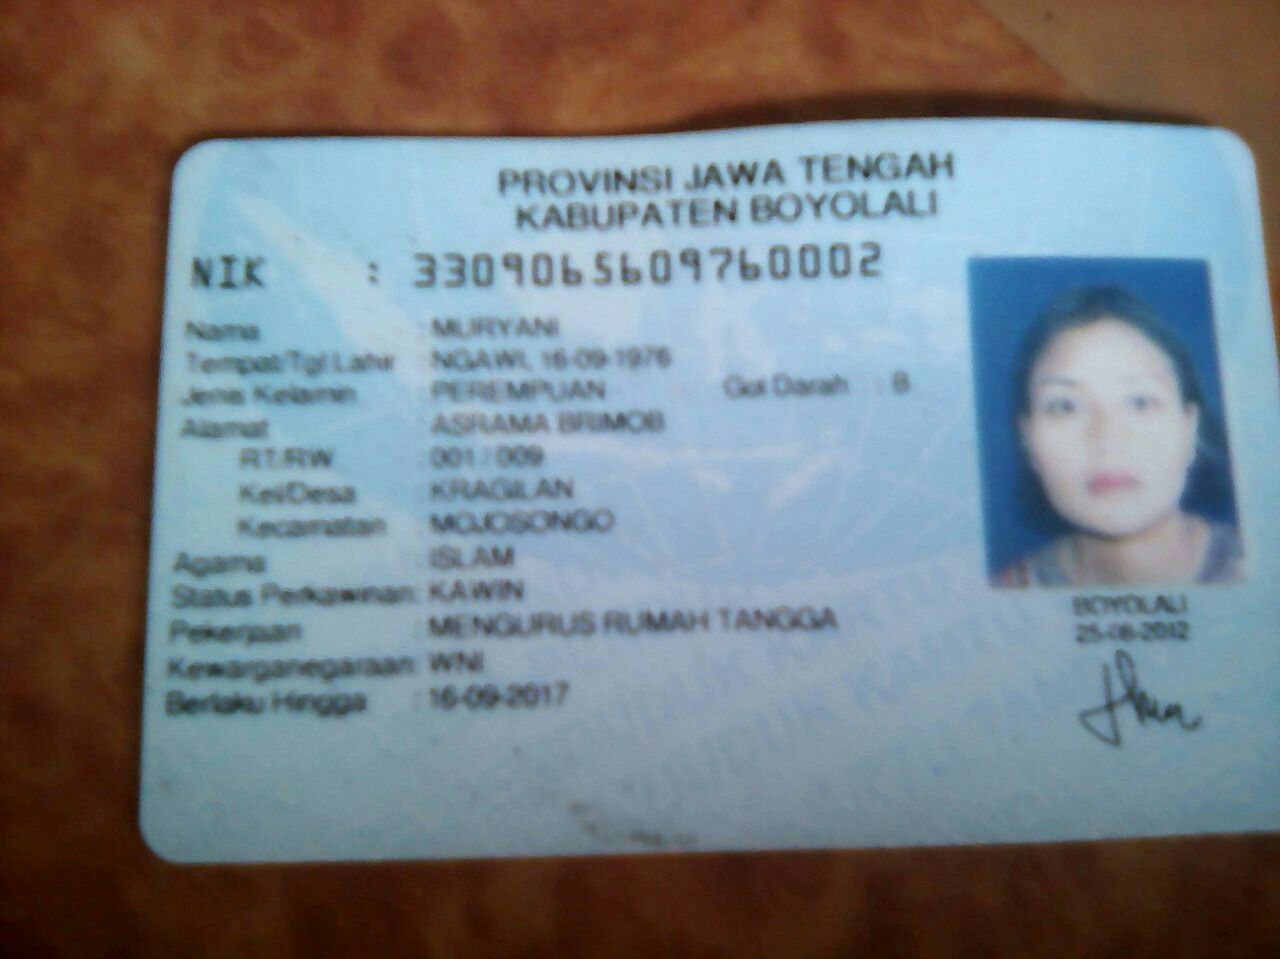 PROVINSI JAWA TENGAH
KABUPATEN BOYOLALI
NIK : 3309065609760002
Nama : MURYANI
Tempat/Tgl Lahir : NGAWI, 16-09-1976
Jenis Kelamin : PEREMPUAN Gol Darah : B
Alamat : ASRAMA BRIMOB
RT/RW : 001 / 009
Kel/Desa : KRAGILAN
Kecamatan : MOJOSONGO
Agama : ISLAM
Status Perkawinan: KAWIN
Pekerjaan : MENGURUS RUMAH TANGGA
Kewarganegaraan: WNI
Berlaku Hingga : 16-09-2017
BOYOLALI
25-08-2012